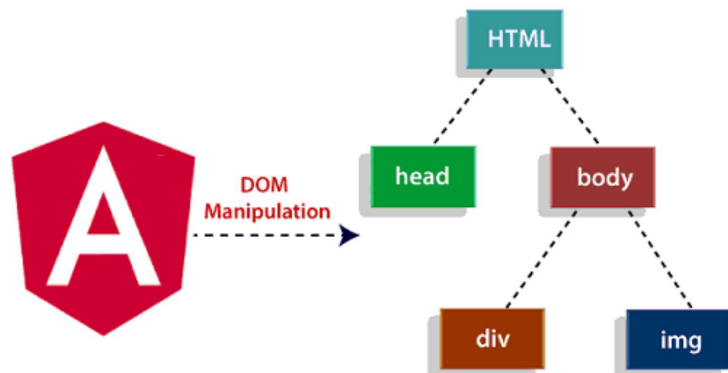 HTML
head
body
DOM
Manipulation
A
div
img